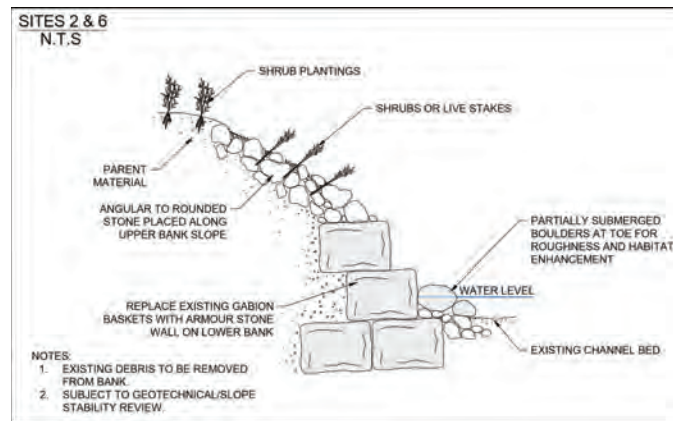 SITES 2 & 6
N.T.S
SHRUB PLANTINGS
SHRUBS OR LIVE STAKES
PARENT
MATERIAL
ANGULAR TO ROUNDED
STONE PLACED ALONG
UPPER BANK SLOPE
PARTIALLY SUBMERGED
BOULDERS AT TOE FOR
ROUGHNESS AND HABITAT
ENHANCEMENT
WATER LEVEL
REPLACE EXISTING GABION
BASKETS WITH ARMOUR STONE
WALL ON LOWER BANK
EXISTING CHANNEL BED
NOTES:
1. EXISTING DEBRIS TO BE REMOVED
FROM BANK.
2. SUBJECT TO GEOTECHNICAL/SLOPE
STABILITY REVIEW.